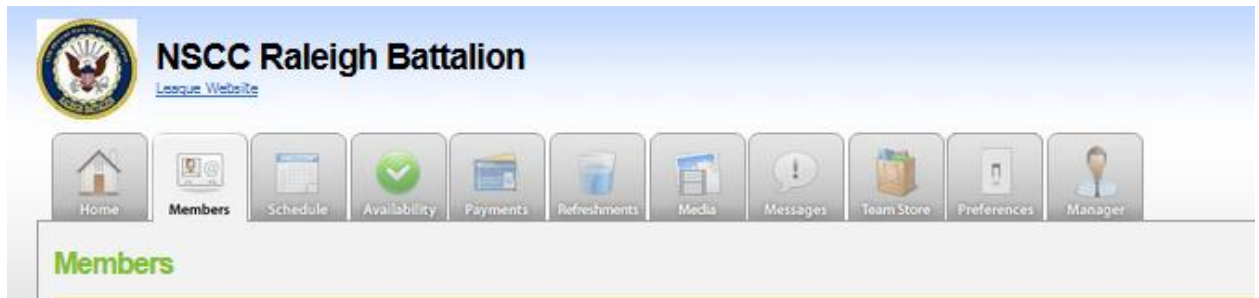 NSCC Raleigh Battalion
League Website
Home Members Schedule Availability Payments Refreshments Media Messages Team Store Preferences Manager
Members